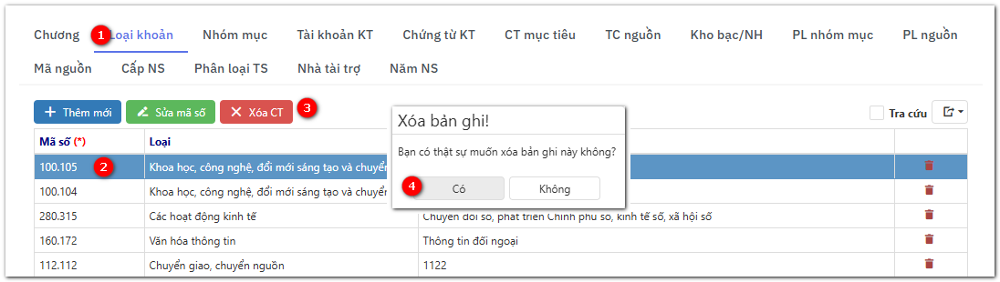 Chương 1 Loại khoản Nhóm mục Tài khoản KT Chứng từ KT CT mục tiêu TC nguồn Kho bạc/NH PL nhóm mục PL nguồn
Mã nguồn Cấp NS Phân loại TS Nhà tài trợ Năm NS
Thêm mới Sửa mã số Xóa CT 3 Tra cứu
Xóa bản ghi!
Bạn có thật sự muốn xóa bản ghi này không?
4 Có Không
Mã số (*) Loại
100.105 2 Khoa học, công nghệ, đổi mới sáng tạo và chuyển
100.104 Khoa học, công nghệ, đổi mới sáng tạo và chuyển
280.315 Các hoạt động kinh tế Chuyển đổi số, phát triển Chính phủ số, kinh tế số, xã hội số
160.172 Văn hóa thông tin Thông tin đối ngoại
112.112 Chuyển giao, chuyển nguồn 1122